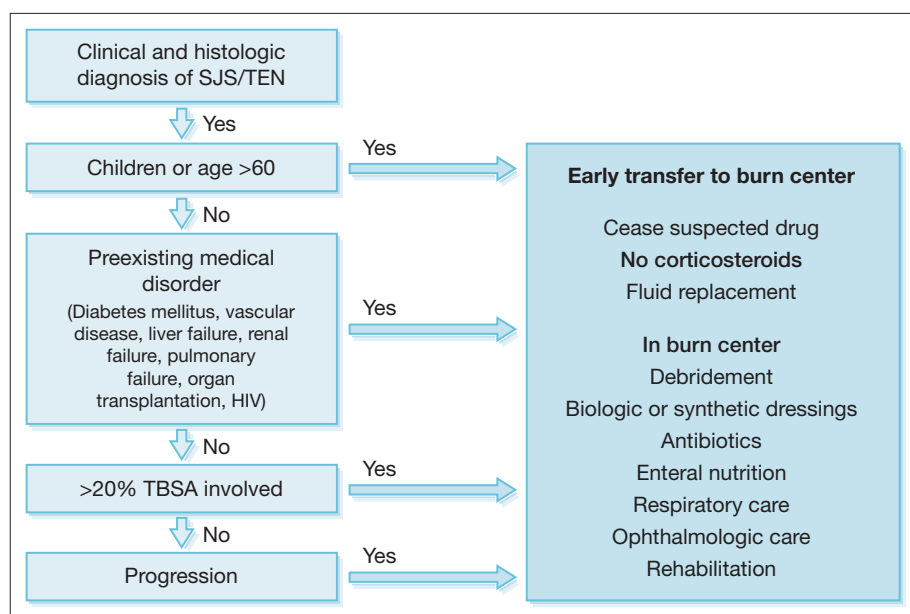 Clinical and histologic
diagnosis of SJS/TEN
Yes
Children or age >60
Yes
No
Preexisting medical
disorder
(Diabetes mellitus, vascular
disease, liver failure, renal
failure, pulmonary
failure, organ
transplantation, HIV)
Yes
No
>20% TBSA involved
Yes
No
Progression
Yes
Early transfer to burn center
Cease suspected drug
No corticosteroids
Fluid replacement
In burn center
Debridement
Biologic or synthetic dressings
Antibiotics
Enteral nutrition
Respiratory care
Ophthalmologic care
Rehabilitation